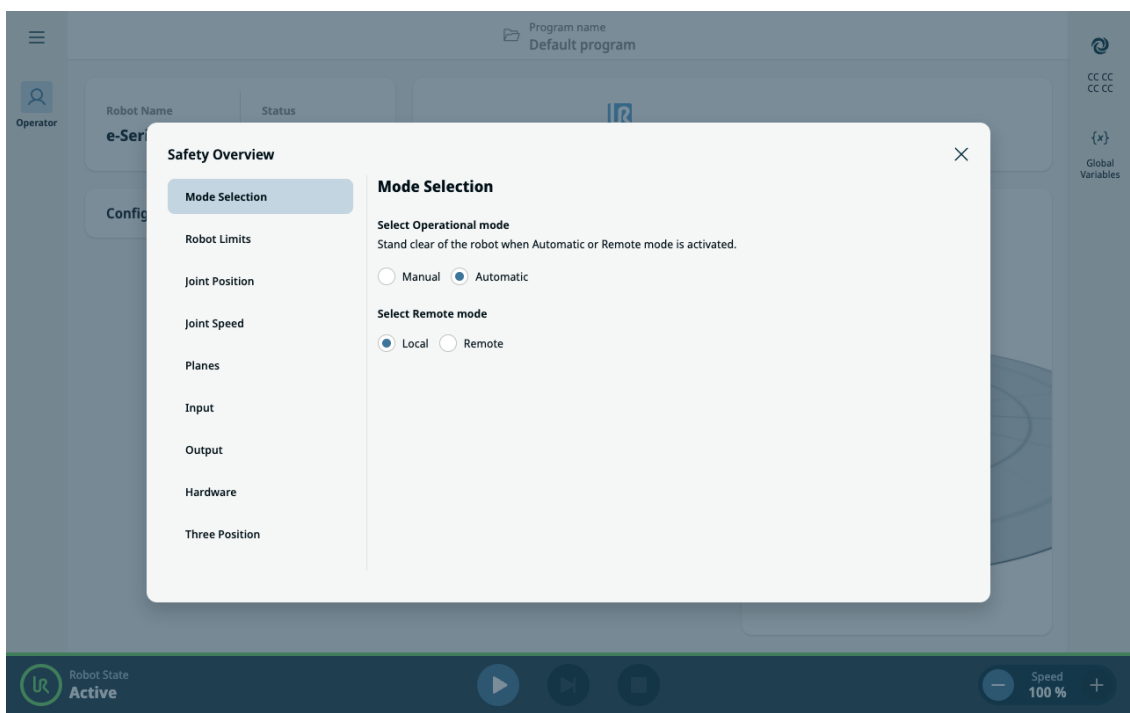 Program name
Default program
CC CC
CC CC
Operator
Robot Name
Status
e-Seri
{x}
Global
Variables
Config
Safety Overview
Mode Selection
Robot Limits
Joint Position
Joint Speed
Planes
Input
Output
Hardware
Three Position
Mode Selection
Select Operational mode
Stand clear of the robot when Automatic or Remote mode is activated.
Manual
Automatic
Select Remote mode
Local
Remote
UR
Robot State
Active
Speed
100 %